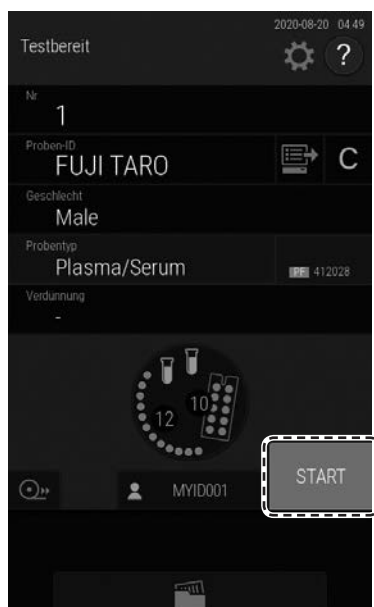 2020-08-20 04:49
Testbereit
?
Nr
1
Proben-ID
FUJI TARO
C
Geschlecht
Male
Probentyp
Plasma/Serum
PF 412028
Verdünnung
-
10
12
START
MYID001